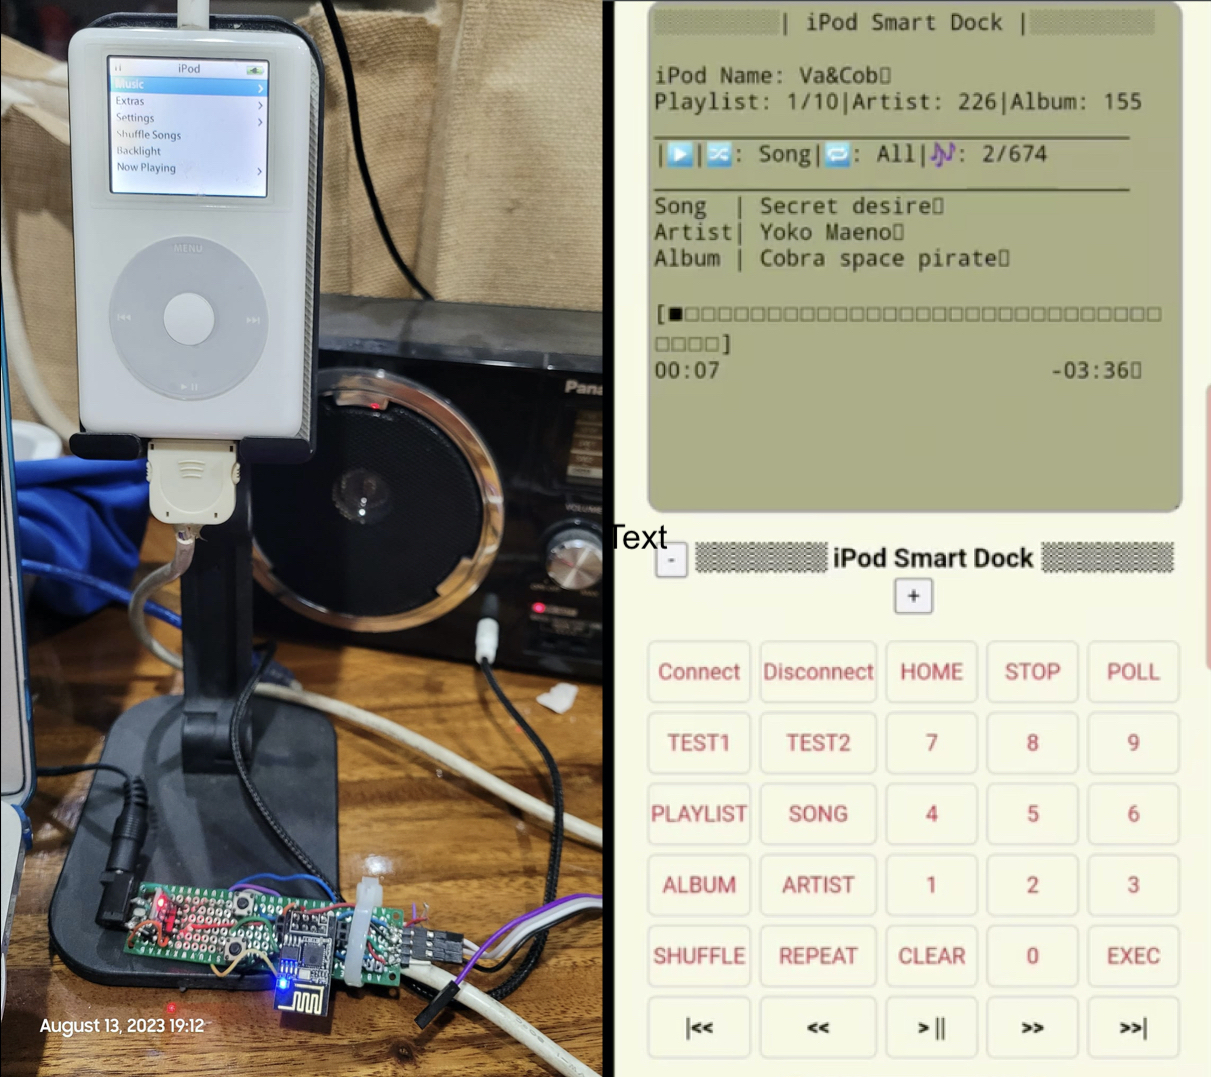 iPod
Music
Extras
Settings
Shuffle Songs
Backlight
Now Playing
MENU
Pana
VOLUME
August 13, 2023 19:12
| iPod Smart Dock |
iPod Name: Va&Cob
Playlist: 1/10|Artist: 226|Album: 155
|▶|🔀: Song|🔁: All|🎶: 2/674
Song | Secret desire
Artist| Yoko Maeno
Album | Cobra space pirate
[■□□□□□□□□□□□□□□□□□□□□□□□□□□□□□
□□□□]
00:07 -03:36
Text
- iPod Smart Dock
+
Connect Disconnect HOME STOP POLL
TEST1 TEST2 7 8 9
PLAYLIST SONG 4 5 6
ALBUM ARTIST 1 2 3
SHUFFLE REPEAT CLEAR 0 EXEC
|<< << >|| >> >>|